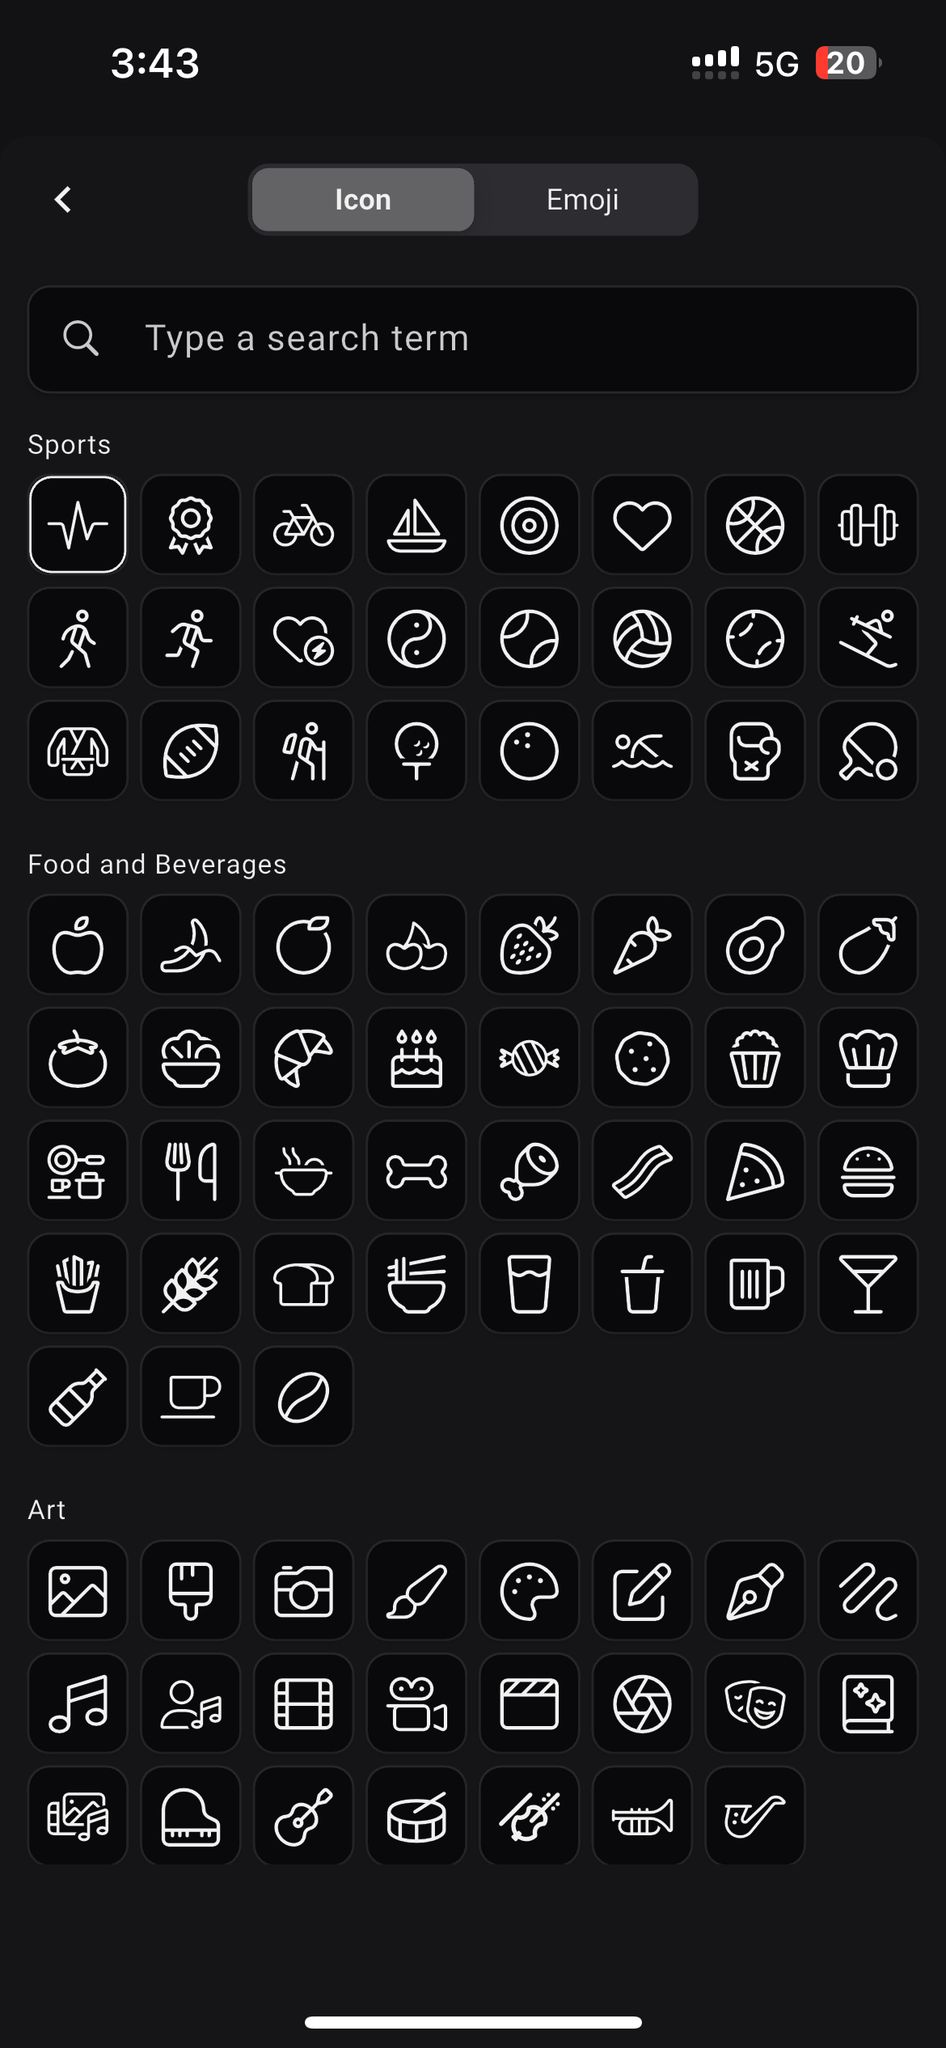 3:43
5G
20
Icon
Emoji
Type a search term
Sports
Food and Beverages
Art